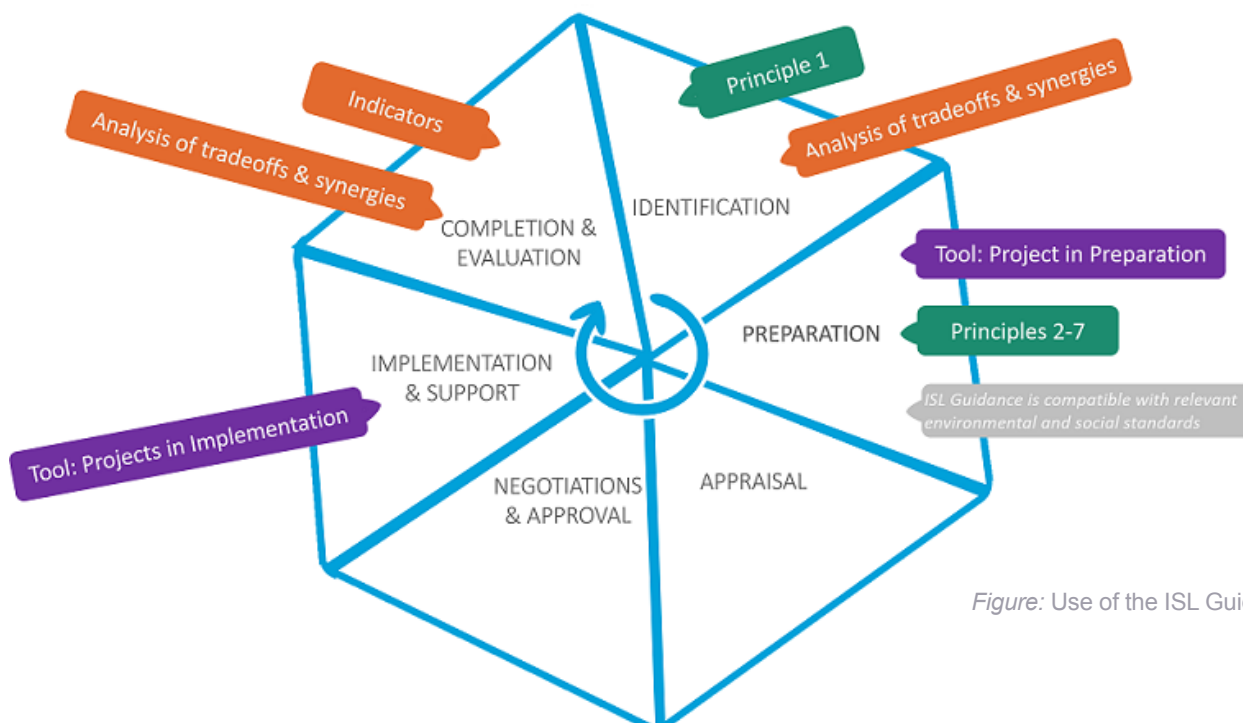 Principle 1
Indicators
Analysis of tradeoffs & synergies
Analysis of tradeoffs & synergies
IDENTIFICATION
COMPLETION &
EVALUATION
Tool: Project in Preparation
PREPARATION
Principles 2-7
IMPLEMENTATION
& SUPPORT
ISL Guidance is compatible with relevant
environmental and social standards
Tool: Projects in Implementation
NEGOTIATIONS
& APPROVAL
APPRAISAL
Figure: Use of the ISL Gui